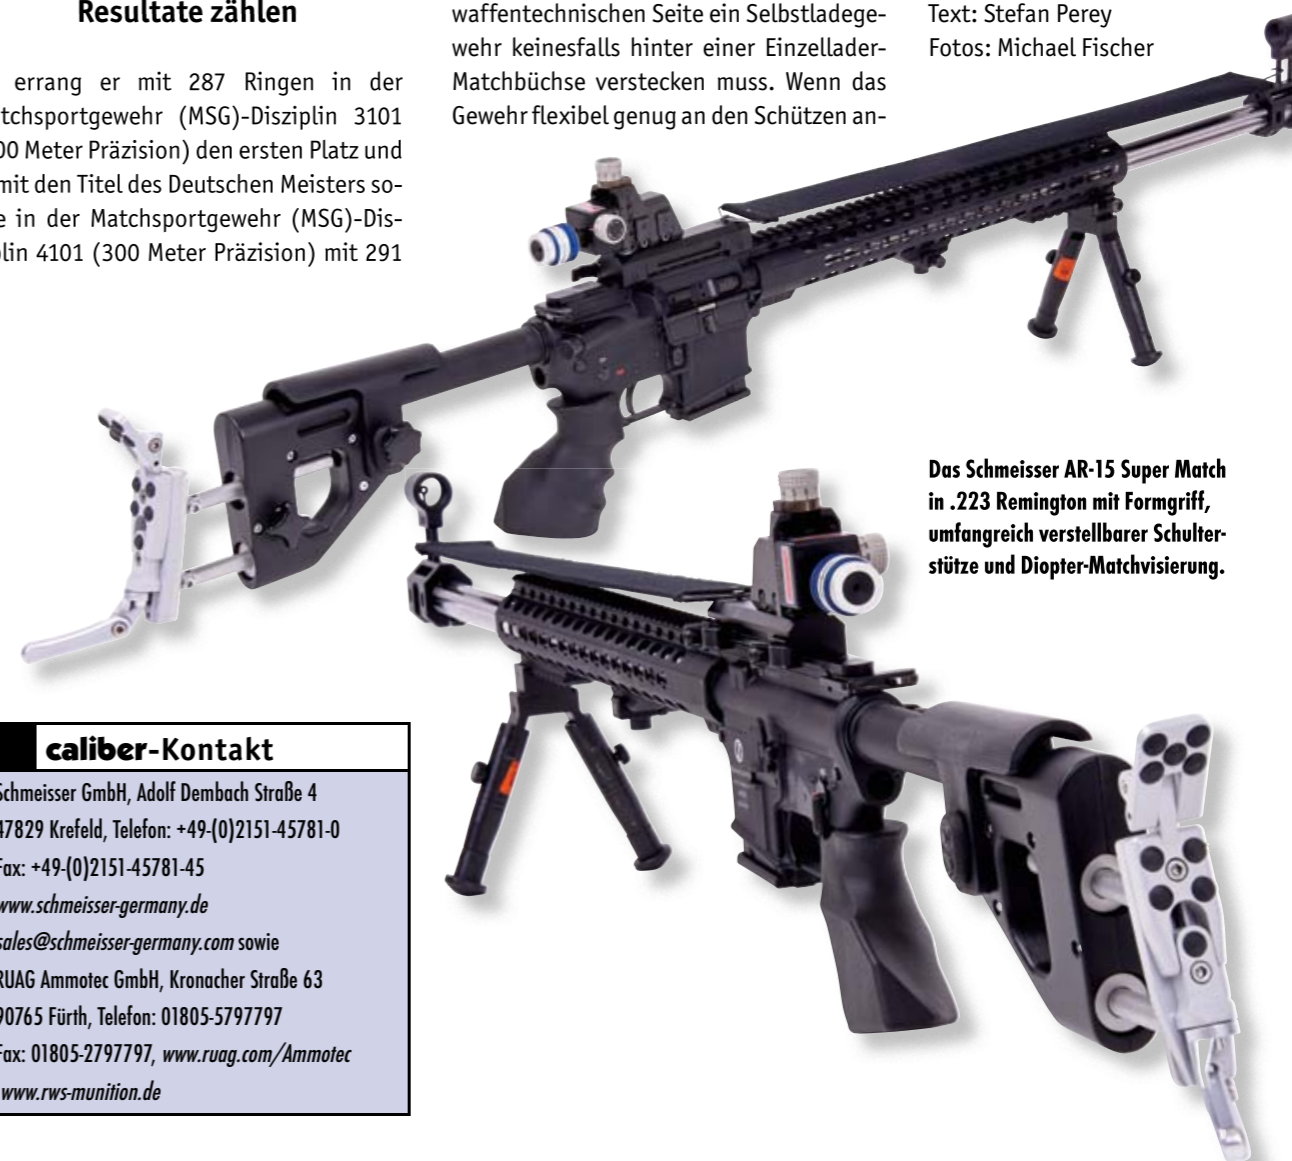 Resultate zählen
errang er mit 287 Ringen in der
tchsportgewehr (MSG)-Disziplin 3101
00 Meter Präzision) den ersten Platz und
mit den Titel des Deutschen Meisters so-
e in der Matchsportgewehr (MSG)-Dis-
plin 4101 (300 Meter Präzision) mit 291
waffentechnischen Seite ein Selbstladege-
wehr keinesfalls hinter einer Einzellader-
Matchbüchse verstecken muss. Wenn das
Gewehr flexibel genug an den Schützen an-
Text: Stefan Perey
Fotos: Michael Fischer
Das Schmeisser AR-15 Super Match
in .223 Remington mit Formgriff,
umfangreich verstellbarer Schulter-
stütze und Diopter-Matchvisierung.
caliber-Kontakt
Schmeisser GmbH, Adolf Dembach Straße 4
47829 Krefeld, Telefon: +49-(0)2151-45781-0
Fax: +49-(0)2151-45781-45
www.schmeisser-germany.de
sales@schmeisser-germany.com sowie
RUAG Ammotec GmbH, Kronacher Straße 63
90765 Fürth, Telefon: 01805-5797797
Fax: 01805-2797797, www.ruag.com/Ammotec
www.rws-munition.de